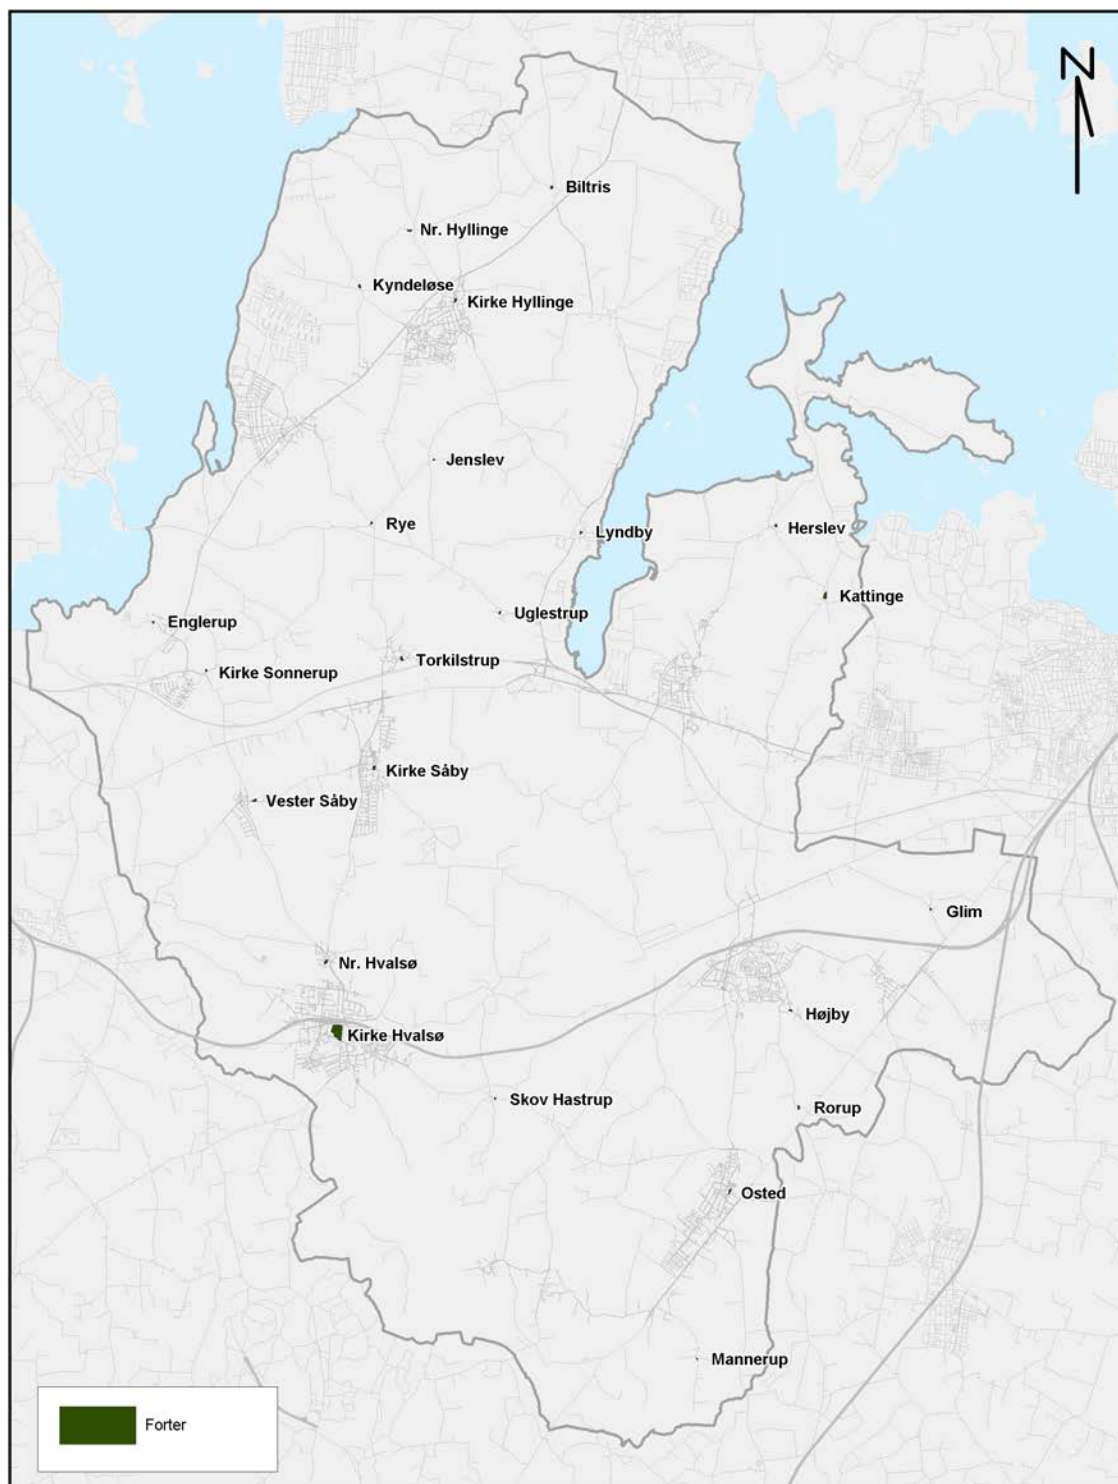 N
Biltris
Nr. Hyllinge
Kyndeløse
Kirke Hyllinge
Jenslev
Rye
Lyndby
Herslev
Kattinge
Uglestrup
Englerup
Torkilstrup
Kirke Sonnerup
Kirke Såby
Vester Såby
Glim
Nr. Hvalsø
Højby
Kirke Hvalsø
Skov Hastrup
Rorup
Osted
Mannerup
Forter